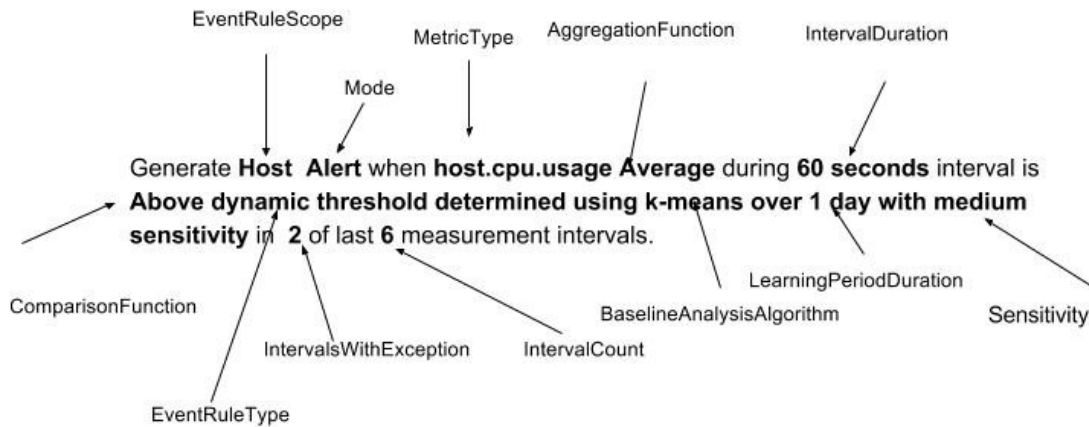 EventRuleScope
MetricType
AggregationFunction
IntervalDuration
Mode
Generate Host Alert when host.cpu.usage Average during 60 seconds interval is
Above dynamic threshold determined using k-means over 1 day with medium
sensitivity in 2 of last 6 measurement intervals.
ComparisonFunction
LearningPeriodDuration
BaselineAnalysisAlgorithm
Sensitivity
IntervalsWithException
IntervalCount
EventRuleType